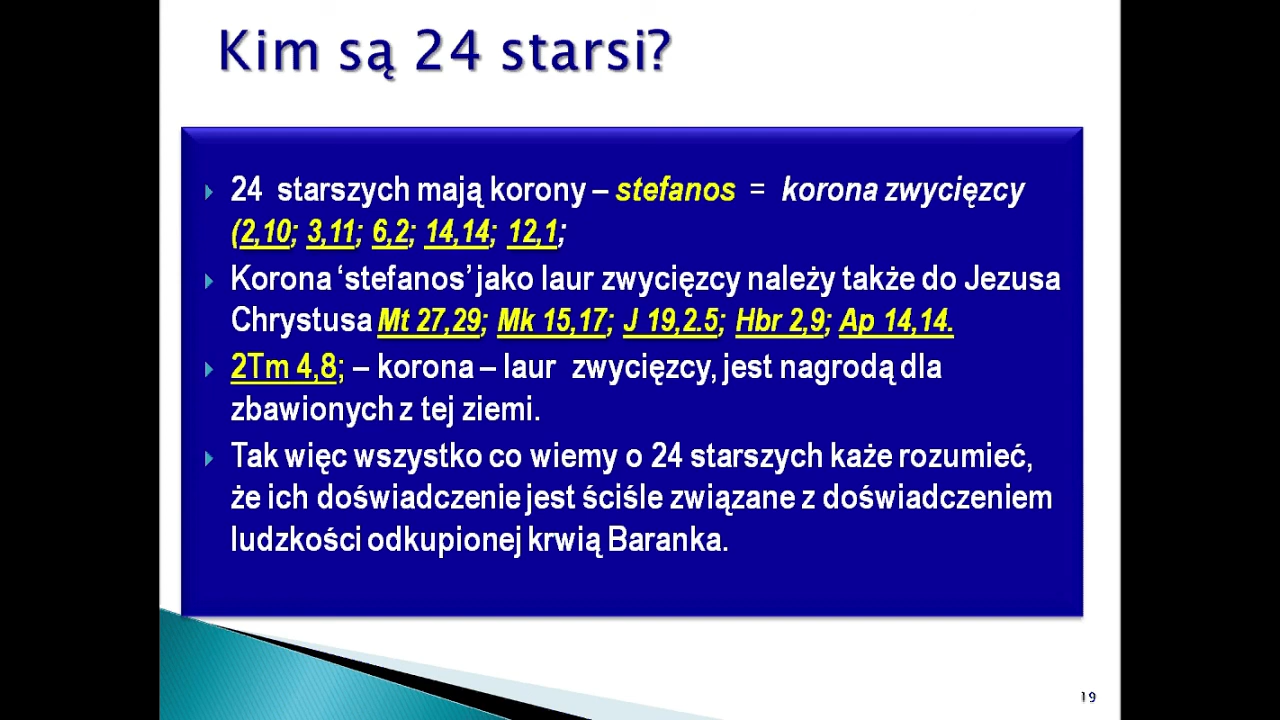 Kim są 24 starsi?
24 starszych mają korony – stefanos = korona zwycięzcy
(2,10; 3,11; 6,2; 14,14; 12,1;
Korona ‘stefanos’ jako laur zwycięzcy należy także do Jezusa
Chrystusa Mt 27,29; Mk 15,17; J 19,2.5; Hbr 2,9; Ap 14,14.
2Tm 4,8; – korona – laur zwycięzcy, jest nagrodą dla
zbawionych z tej ziemi.
Tak więc wszystko co wiemy o 24 starszych każe rozumieć,
że ich doświadczenie jest ściśle związane z doświadczeniem
ludzkości odkupionej krwią Baranka.
19